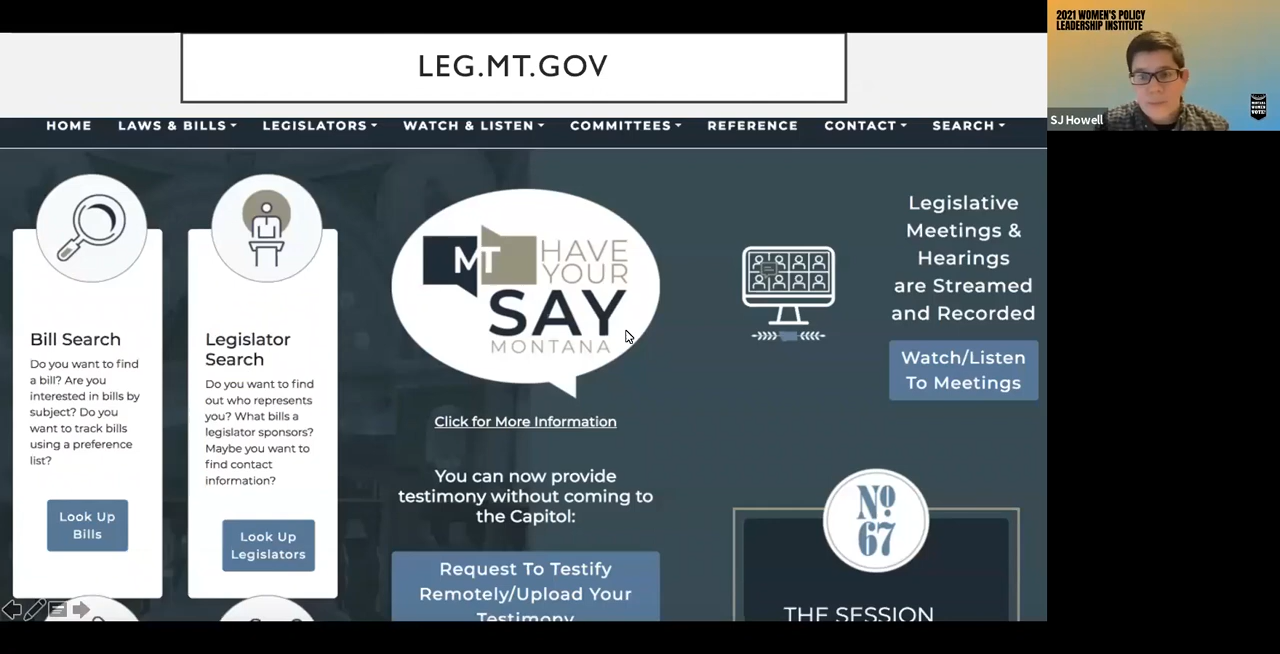 LEG.MT.GOV
HOME LAWS & BILLS LEGISLATORS WATCH & LISTEN COMMITTEES REFERENCE CONTACT SEARCH
Bill Search
Do you want to find
a bill? Are you
interested in bills by
subject? Do you
want to track bills
using a preference
list?
Look Up
Bills
Legislator
Search
Do you want to find
out who represents
you? What bills a
legislator sponsors?
Maybe you want to
find contact
information?
Look Up
Legislators
MT HAVE
YOUR
SAY
MONTANA
Click for More Information
You can now provide
testimony without coming to
the Capitol:
Request To Testify
Remotely/Upload Your
Testimony
Legislative
Meetings &
Hearings
are Streamed
and Recorded
Watch/Listen
To Meetings
No
67
THE SESSION
2021 WOMEN'S POLICY
LEADERSHIP INSTITUTE
SJ Howell
MONTANA
WOMEN
VOTE!